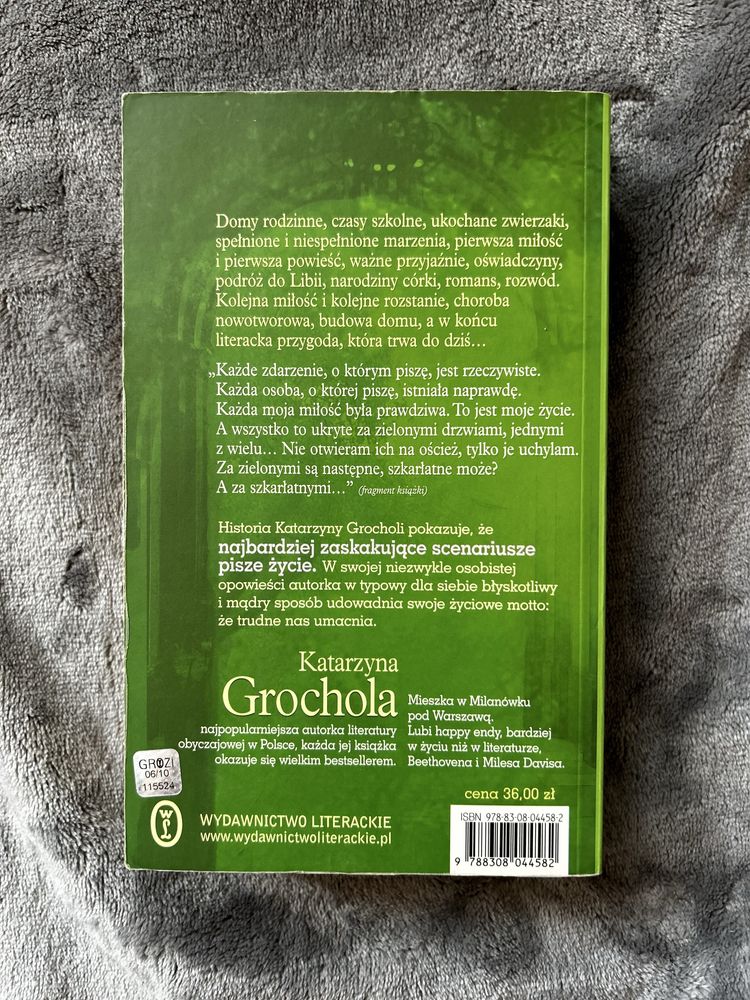 Domy rodzinne, czasy szkolne, ukochane zwierzaki,
spełnione i niespełnione marzenia, pierwsza miłość
i pierwsza powieść, ważne przyjaźnie, oświadczyny,
podróż do Libii, narodziny córki, romans, rozwód.
Kolejna miłość i kolejne rozstanie, choroba
nowotworowa, budowa domu, a w końcu
literacka przygoda, która trwa do dziś...
„Każde zdarzenie, o którym piszę, jest rzeczywiste.
Każda osoba, o której piszę, istniała naprawdę.
Każda moja miłość była prawdziwa. To jest moje życie.
A wszystko to ukryte za zielonymi drzwiami, jednymi
z wielu... Nie otwieram ich na oścież, tylko je uchylam.
Za zielonymi są następne, szkarłatne może?
A za szkarłatnymi...” (fragment książki)
Historia Katarzyny Grocholi pokazuje, że
najbardziej zaskakujące scenariusze
pisze życie. W swojej niezwykle osobistej
opowieści autorka w typowy dla siebie błyskotliwy
i mądry sposób udowadnia swoje życiowe motto:
że trudne nas umacnia.
Katarzyna
Grochola
najpopularniejsza autorka literatury
obyczajowej w Polsce, każda jej książka
okazuje się wielkim bestsellerem.
Mieszka w Milanówku
pod Warszawą.
Lubi happy endy, bardziej
w życiu niż w literaturze,
Beethovena i Milesa Davisa.
06/10
115524
cena 36,00 zł
WYDAWNICTWO LITERACKIE
www.wydawnictwoliterackie.pl
ISBN 978-83-08-04458-2
9 788308 044582